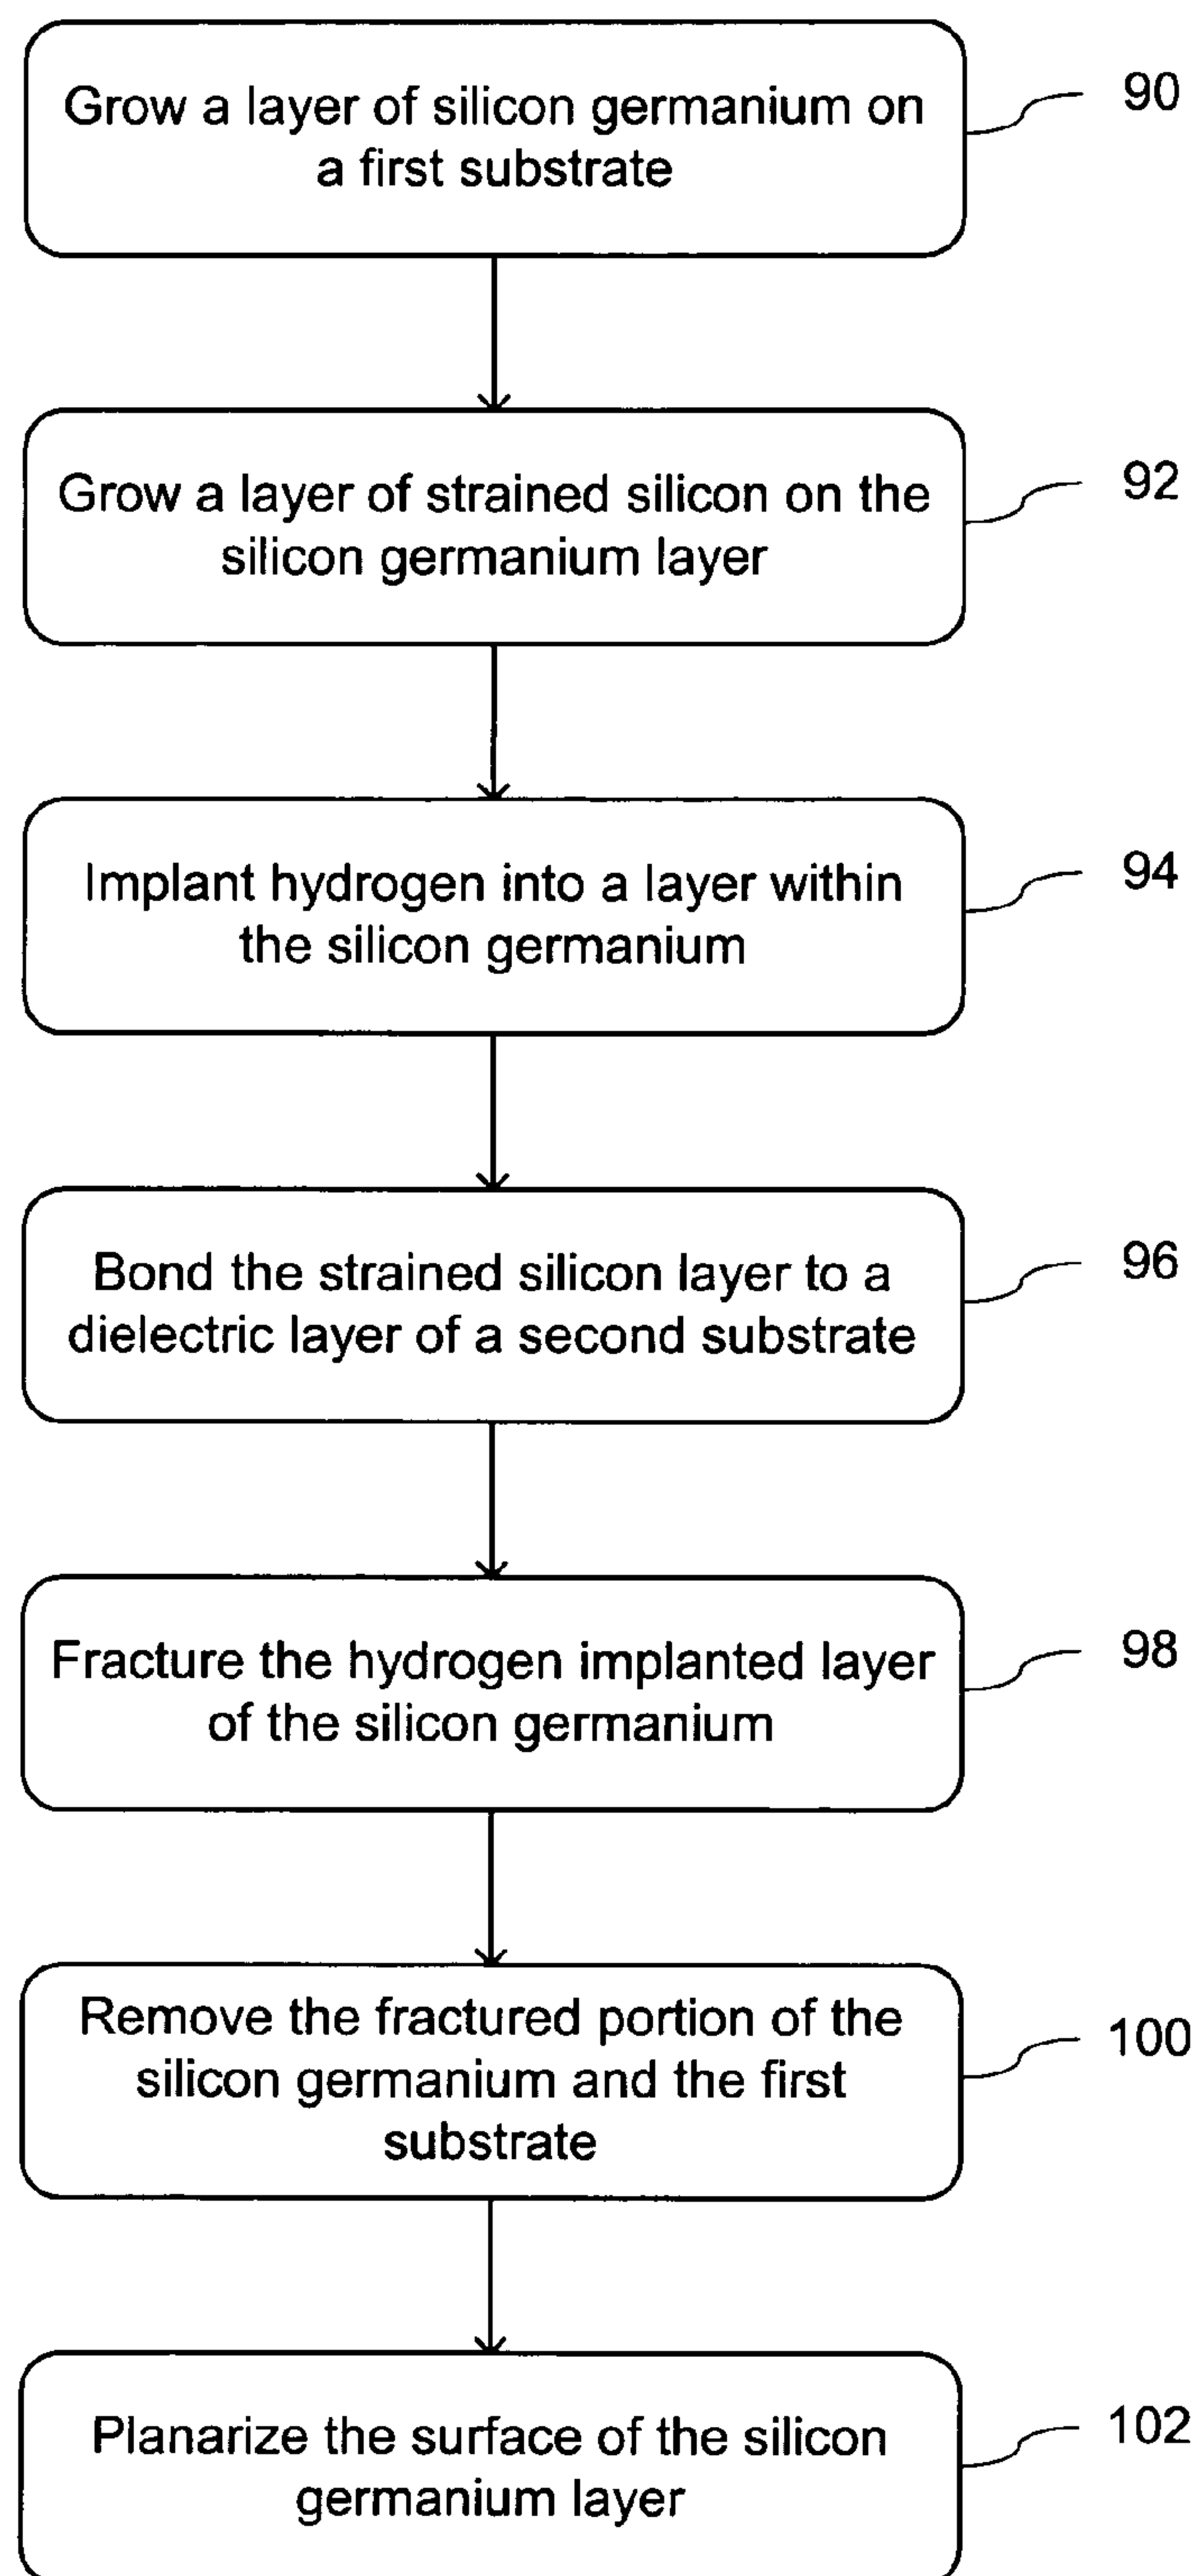 Grow a layer of silicon germanium on
a first substrate
90
Grow a layer of strained silicon on the
silicon germanium layer
92
Implant hydrogen into a layer within
the silicon germanium
94
Bond the strained silicon layer to a
dielectric layer of a second substrate
96
Fracture the hydrogen implanted layer
of the silicon germanium
98
Remove the fractured portion of the
silicon germanium and the first
substrate
100
Planarize the surface of the silicon
germanium layer
102